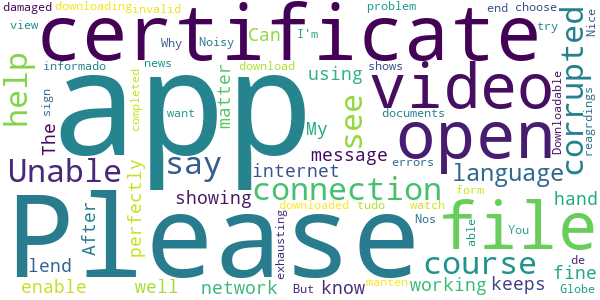 damaged downloading invalid problem end choose
view Why Noisy Can I'm try Nice
certificate
informado news download shows
help sign completed matter using see video corrupted
app want documents Downloadable reagrdings
The My open
Unable say message errors language
perfectly internet
After showing connection file form hand
Please downloaded tudo watch Nos able You
lend exhausting course fine de
enable well network But know manten working keeps Globe